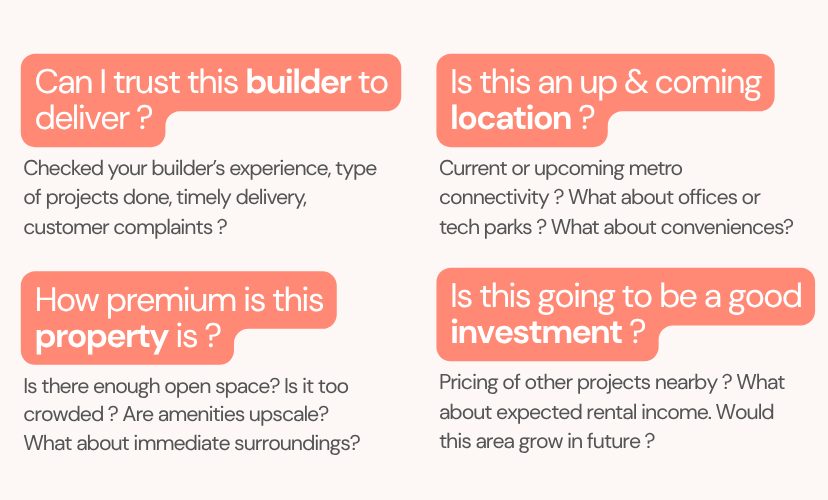 Can I trust this builder to
deliver ?
Checked your builder's experience, type
of projects done, timely delivery,
customer complaints ?
Is this an up & coming
location ?
Current or upcoming metro
connectivity ? What about offices or
tech parks ? What about conveniences?
How premium is this
property is ?
Is there enough open space? Is it too
crowded ? Are amenities upscale?
What about immediate surroundings?
Is this going to be a good
investment ?
Pricing of other projects nearby ? What
about expected rental income. Would
this area grow in future ?